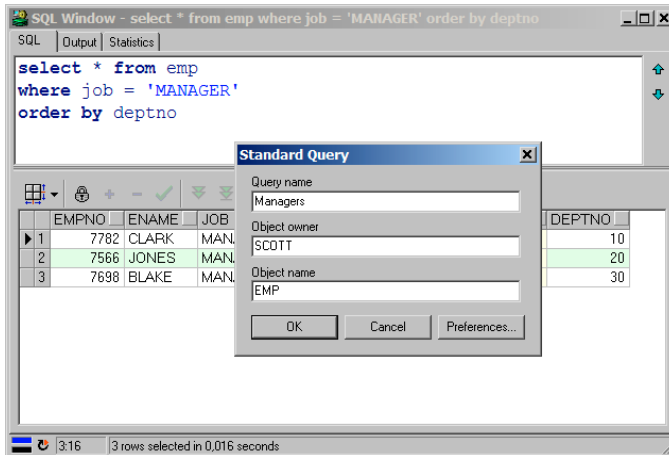 SQL Window - select * from emp where job = 'MANAGER' order by deptno
SQL Output Statistics
select * from emp
where job = 'MANAGER'
order by deptno
Standard Query
Query name
Managers
Object owner
SCOTT
Object name
EMP
OK Cancel Preferences...
EMPNO ENAME JOB DEPTNO
1 7782 CLARK MAN. 10
2 7566 JONES MAN. 20
3 7698 BLAKE MAN. 30
3:16 3 rows selected in 0,016 seconds